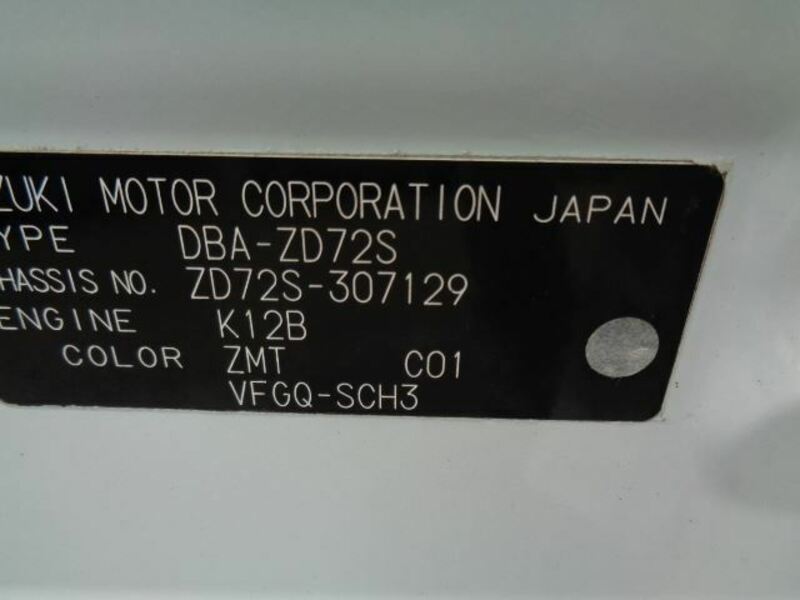 ZUKI MOTOR CORPORATION JAPAN
YPE DBA-ZD72S
HASSIS NO. ZD72S-307129
ENGINE K12B
COLOR ZMT C01
VFGQ-SCH3